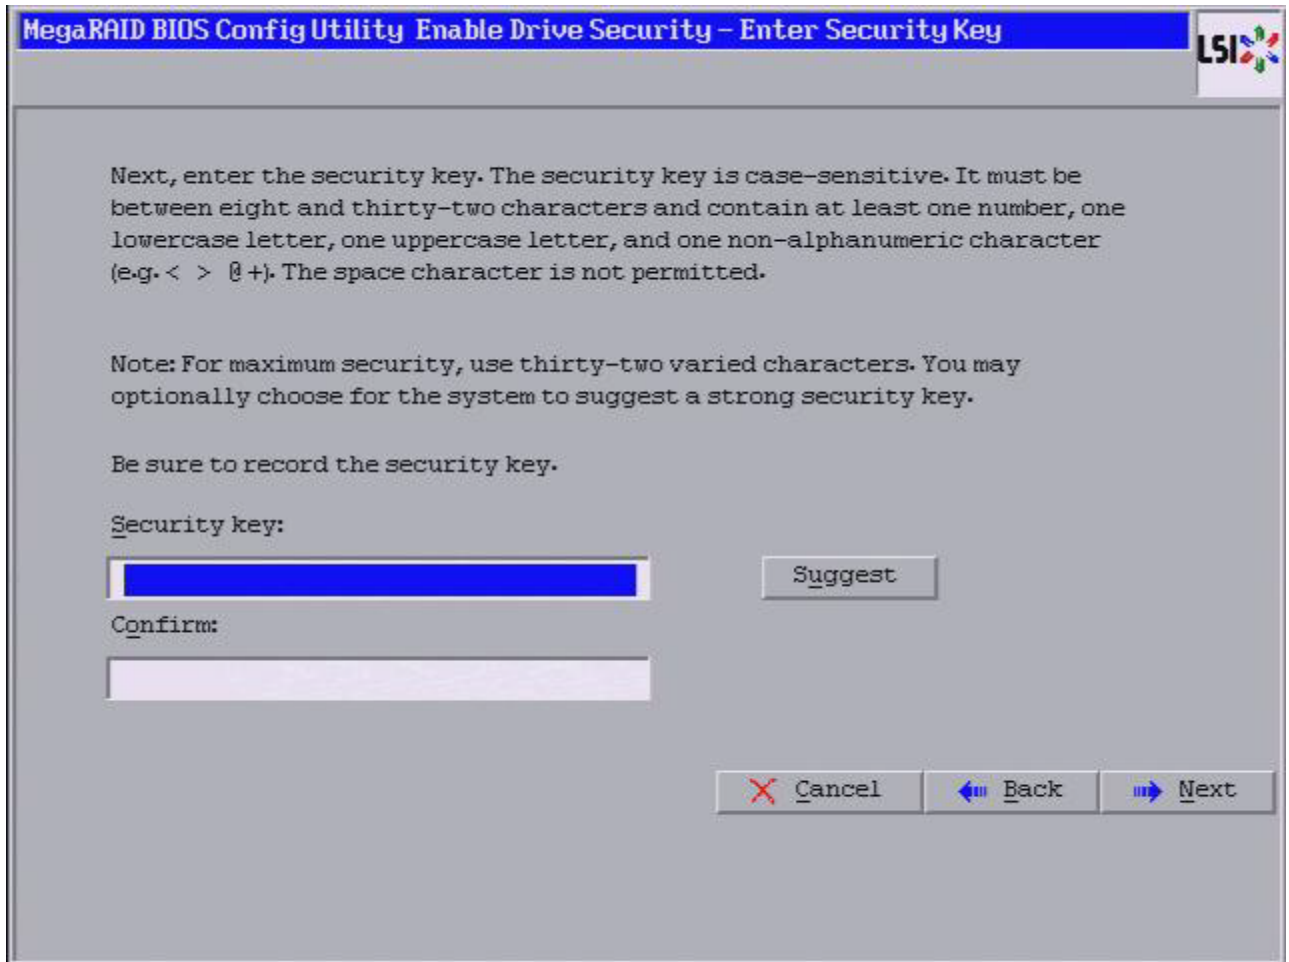 MegaRAID BIOS Config Utility Enable Drive Security - Enter Security Key
LSI
Next, enter the security key. The security key is case-sensitive. It must be
between eight and thirty-two characters and contain at least one number, one
lowercase letter, one uppercase letter, and one non-alphanumeric character
(e.g. < > @ +). The space character is not permitted.
Note: For maximum security, use thirty-two varied characters. You may
optionally choose for the system to suggest a strong security key.
Be sure to record the security key.
Security key:
Suggest
Confirm:
Cancel Back Next